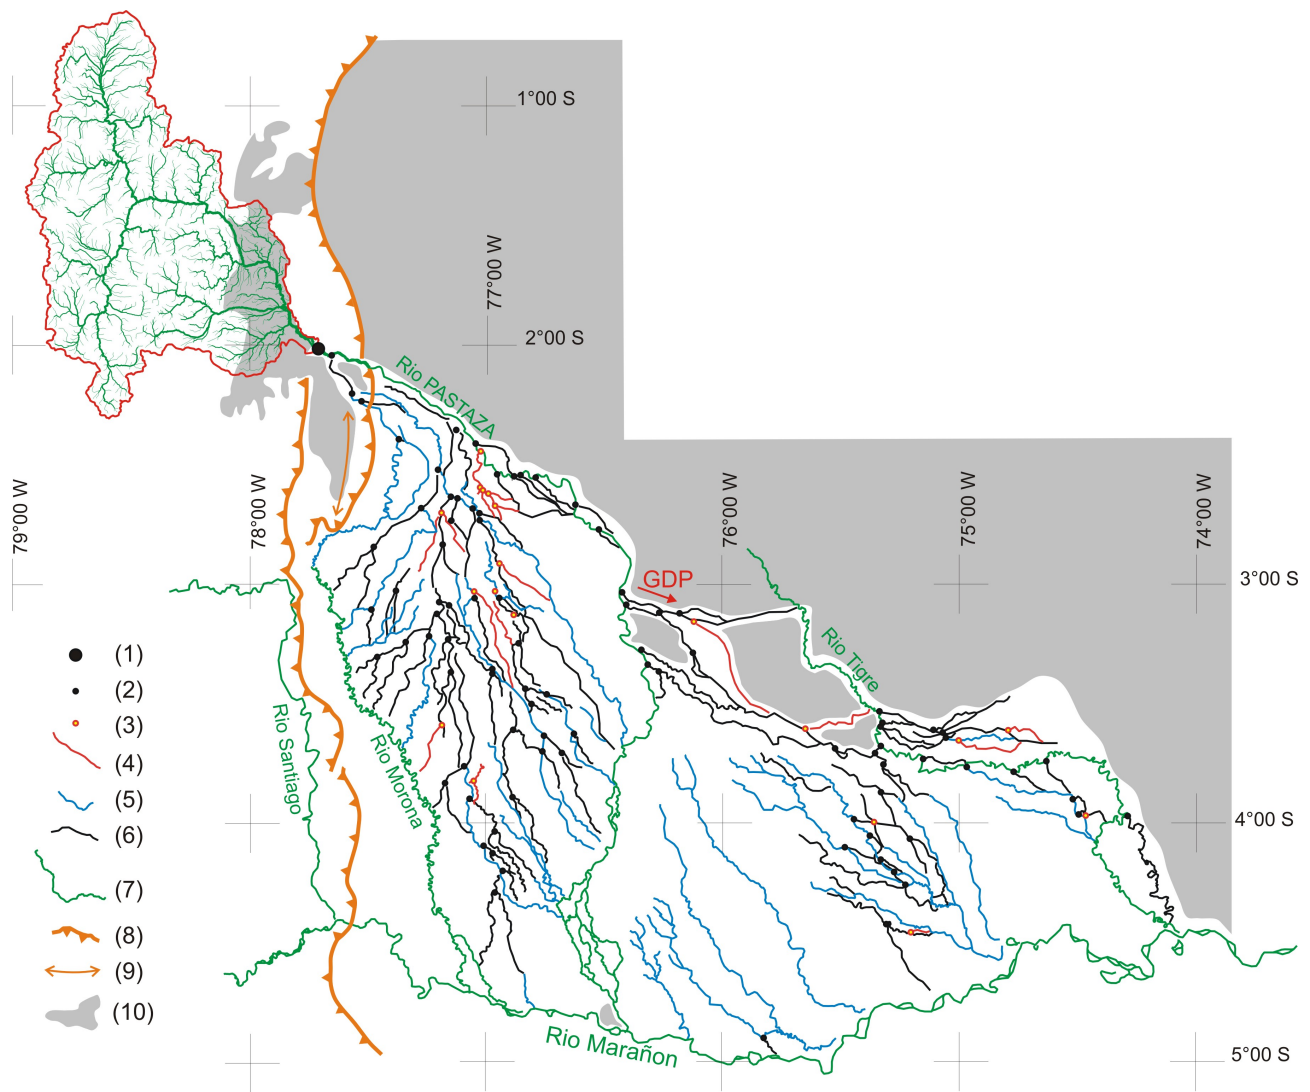 1°00 S
77°00 W
2°00 S
Rio PASTAZA
79°00 W
78°00 W
76°00 W
75°00 W
74°00 W
3°00 S
GDP
Rio Tigre
(1)
(2)
(3)
(4)
(5)
(6)
(7)
(8)
(9)
(10)
Rio Santiago
Rio Morona
4°00 S
Rio Marañon
5°00 S